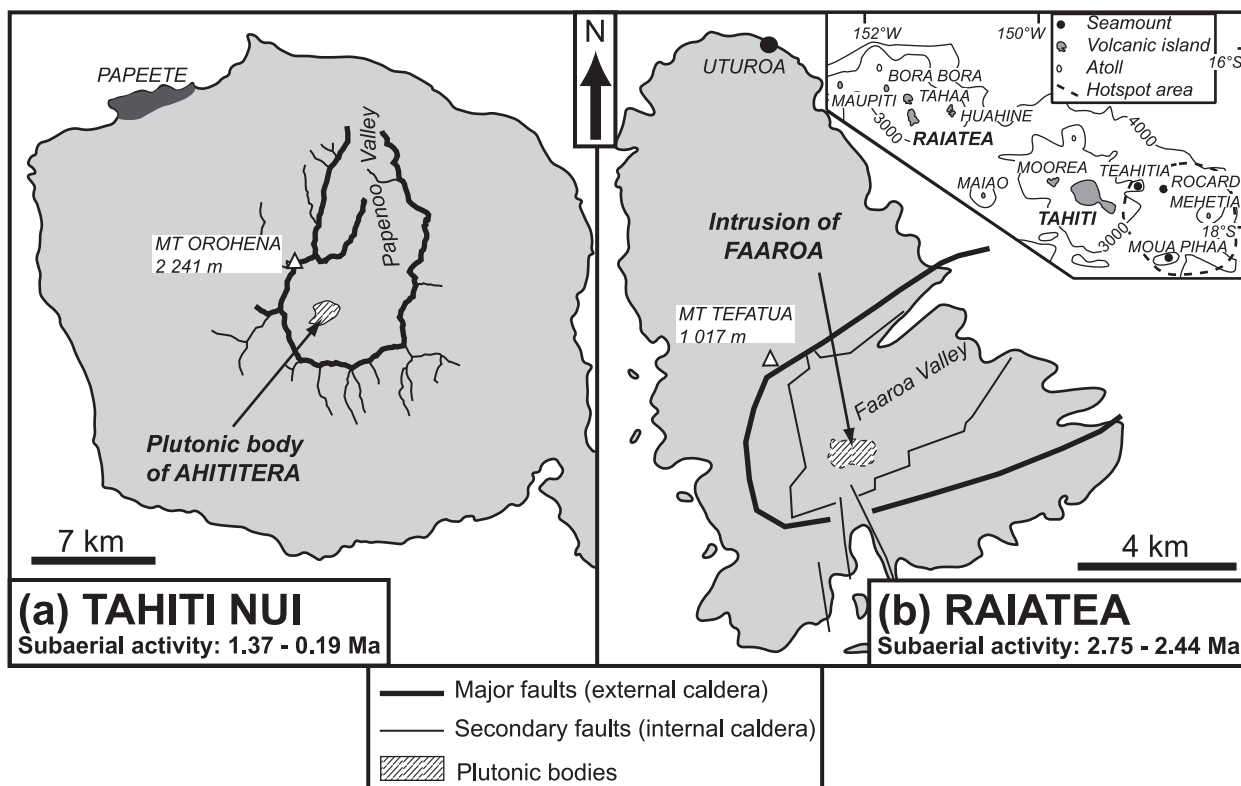 PAPEETE
Papenoo Valley
MT OROHENA
2 241 m
Plutonic body
of AHITITERA
7 km
(a) TAHITI NUI
Subaerial activity: 1.37 - 0.19 Ma
N
UTUROA
Intrusion of
FAAROA
MT TEFATUA
1 017 m
Faaroa Valley
4 km
(b) RAIATEA
Subaerial activity: 2.75 - 2.44 Ma
152°W
150°W
16°S
Seamount
Volcanic island
Atoll
Hotspot area
BORA BORA
MAUPITI
TAHAA
HUAHINE
3000
RAIATEA
4000
MOOREA
TEAHITIA
ROCARD
MAIAO
MEHETIA
TAHITI
3000
18°S
MOUA PIHAA
Major faults (external caldera)
Secondary faults (internal caldera)
Plutonic bodies